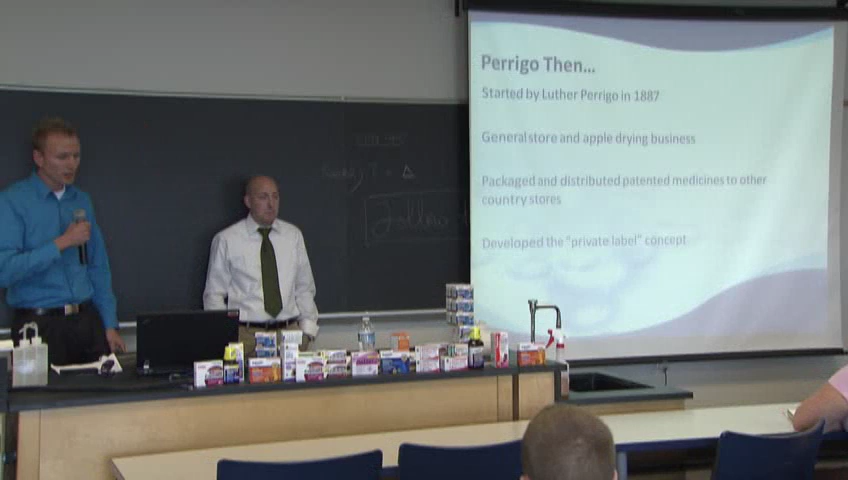 Perrigo Then...
Started by Luther Perrigo in 1887
General store and apple drying business
Packaged and distributed patented medicines to other
country stores
Developed the "private label" concept
Follow